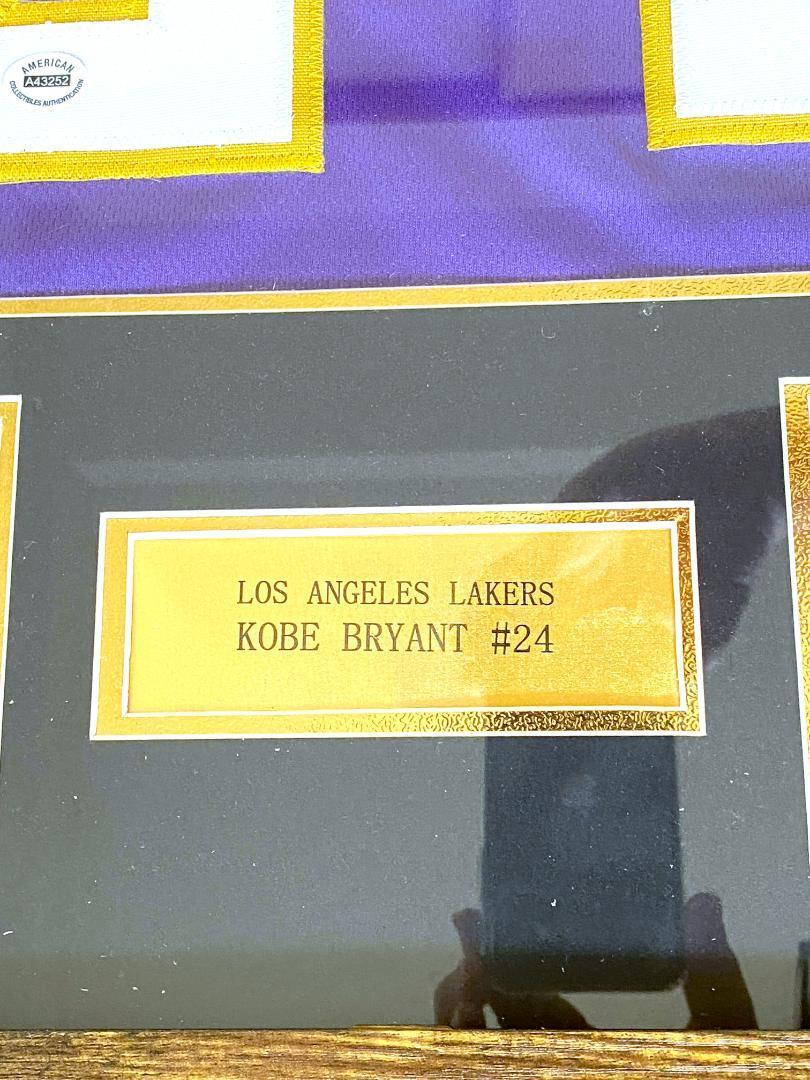 AMERICAN
A43252
COLLECTIBLES AUTHENTICATION
LOS ANGELES LAKERS
KOBE BRYANT #24